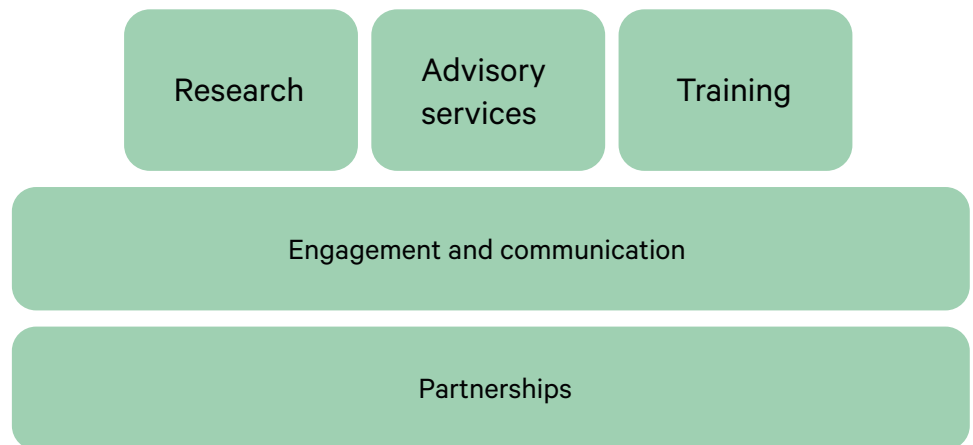 Research
Advisory
services
Training
Engagement and communication
Partnerships